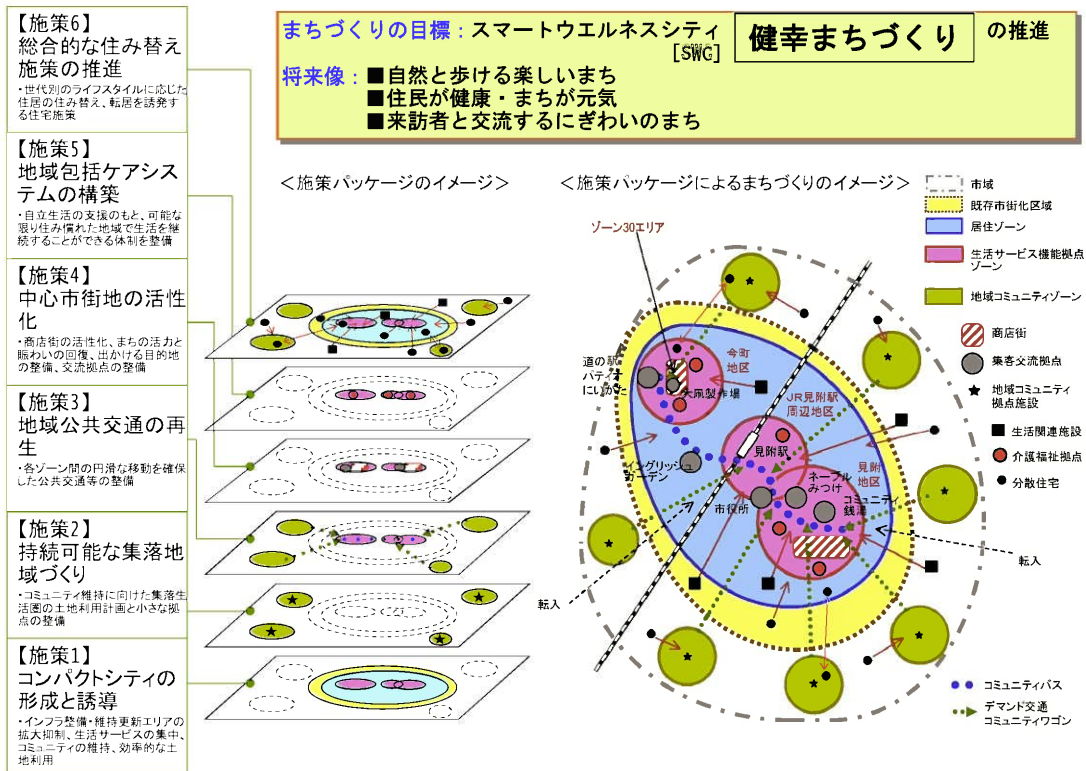 まちづくりの目標：スマートウエルネスシティ
[SWC]
健幸まちづくり
の推進
将来像：■自然と歩ける楽しいまち
■住民が健康・まちが元気
■来訪者と交流するにぎわいのまち
【施策6】
総合的な住み替え
施策の推進
・世代別のライフスタイルに応じた
住居の住み替え、転居を誘発す
る住宅施策
【施策5】
地域包括ケアシス
テムの構築
・自立生活の支援のもと、可能な
限り住み慣れた地域で生活を継
続することができる体制を整備
【施策4】
中心市街地の活性
化
・商店街の活性化、まちの活力と
賑わいの回復、出かける目的地
の整備、交流拠点の整備
【施策3】
地域公共交通の再
生
・各ゾーン間の円滑な移動を確保
した公共交通等の整備
【施策2】
持続可能な集落地
域づくり
・コミュニティ維持に向けた集落生
活圏の土地利用計画と小さな拠
点の整備
【施策1】
コンパクトシティの
形成と誘導
・インフラ整備・維持更新エリアの
拡大抑制、生活サービスの集中、
コミュニティの維持、効率的な土
地利用
＜施策パッケージのイメージ＞
＜施策パッケージによるまちづくりのイメージ＞
ゾーン30エリア
今町
地区
道の駅
パティオ
にいがた
大凧製作場
JR見附駅
周辺地区
見附駅
イングリッシュ
ガーデン
見附
地区
ネーブル
みつけ
市役所
コミュニティ
銭湯
転入
転入
市域
既存市街化区域
居住ゾーン
生活サービス機能拠点
ゾーン
地域コミュニティゾーン
商店街
集客交流拠点
地域コミュニティ
拠点施設
生活関連施設
介護福祉拠点
分散住宅
コミュニティバス
デマンド交通
コミュニティワゴン